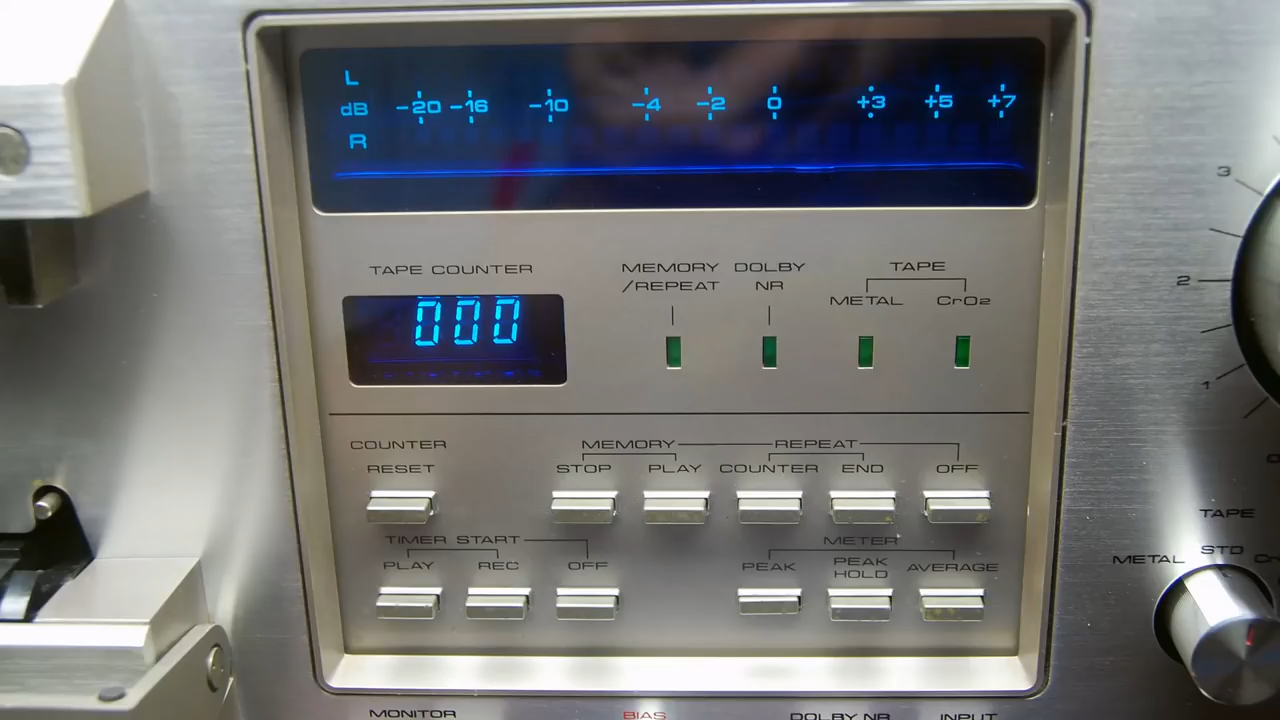 L
dB -20 -16 -10 -4 -2 0 +3 +5 +7
R
TAPE COUNTER
000
MEMORY
/REPEAT
DOLBY
NR
TAPE
METAL CrO2
COUNTER
RESET
MEMORY REPEAT
STOP PLAY COUNTER END OFF
TIMER START
PLAY REC OFF
METER
PEAK PEAK HOLD AVERAGE
3
2
1
TAPE
METAL STD
MONITOR BIAS DOLBY NR INPUT